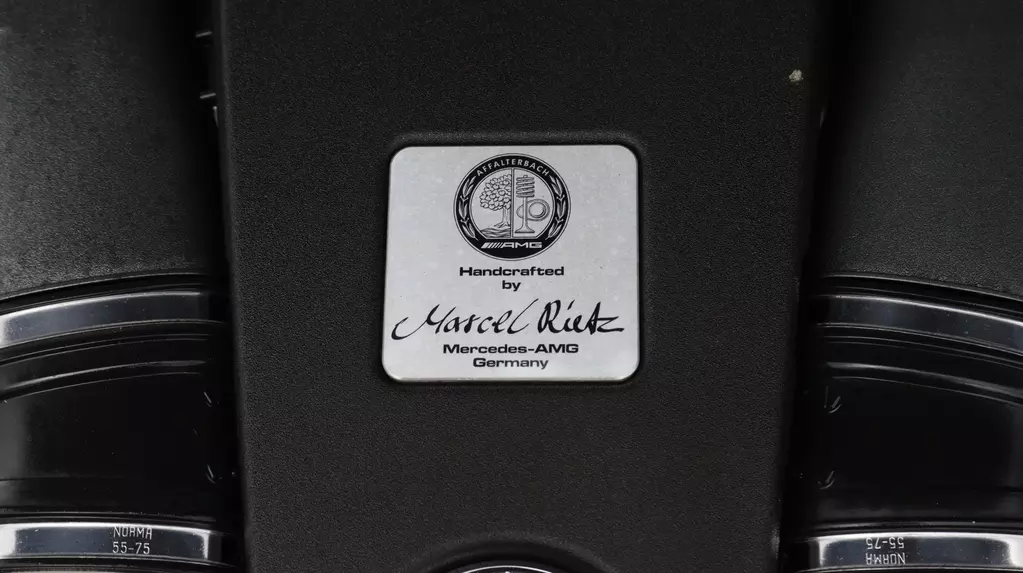 AFFALTERBACH
AMG
Handcrafted
by
Marcel Rietz
Mercedes-AMG
Germany
NORMA
55-75
55-75
NORMA